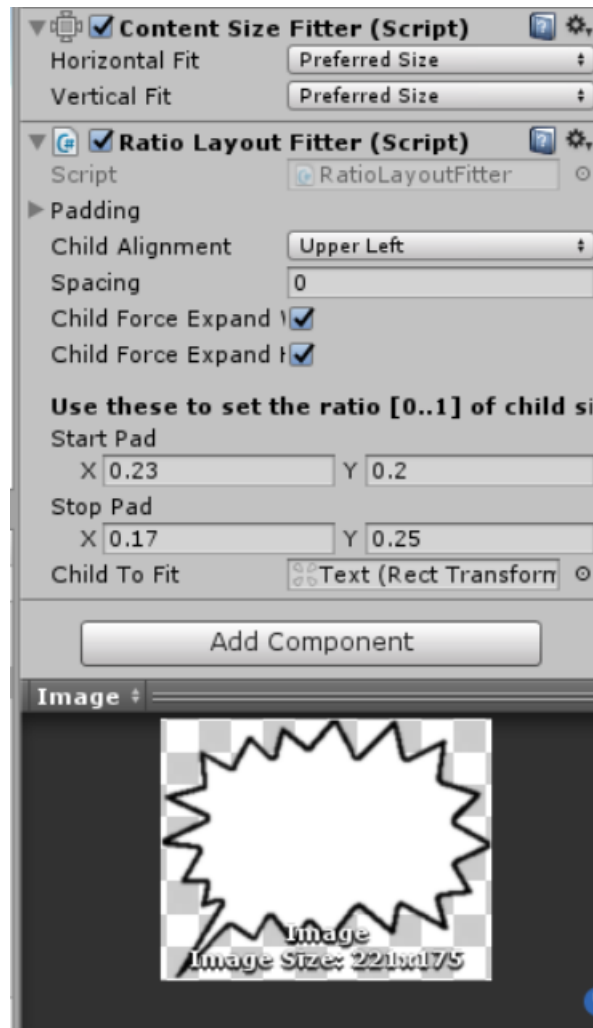 Content Size Fitter (Script)
Horizontal Fit Preferred Size
Vertical Fit Preferred Size
Ratio Layout Fitter (Script)
Script RatioLayoutFitter
Padding
Child Alignment Upper Left
Spacing 0
Child Force Expand
Child Force Expand
Use these to set the ratio [0..1] of child si
Start Pad
X 0.23 Y 0.2
Stop Pad
X 0.17 Y 0.25
Child To Fit Text (Rect Transform
Add Component
Image
Image
Image Size: 221x175